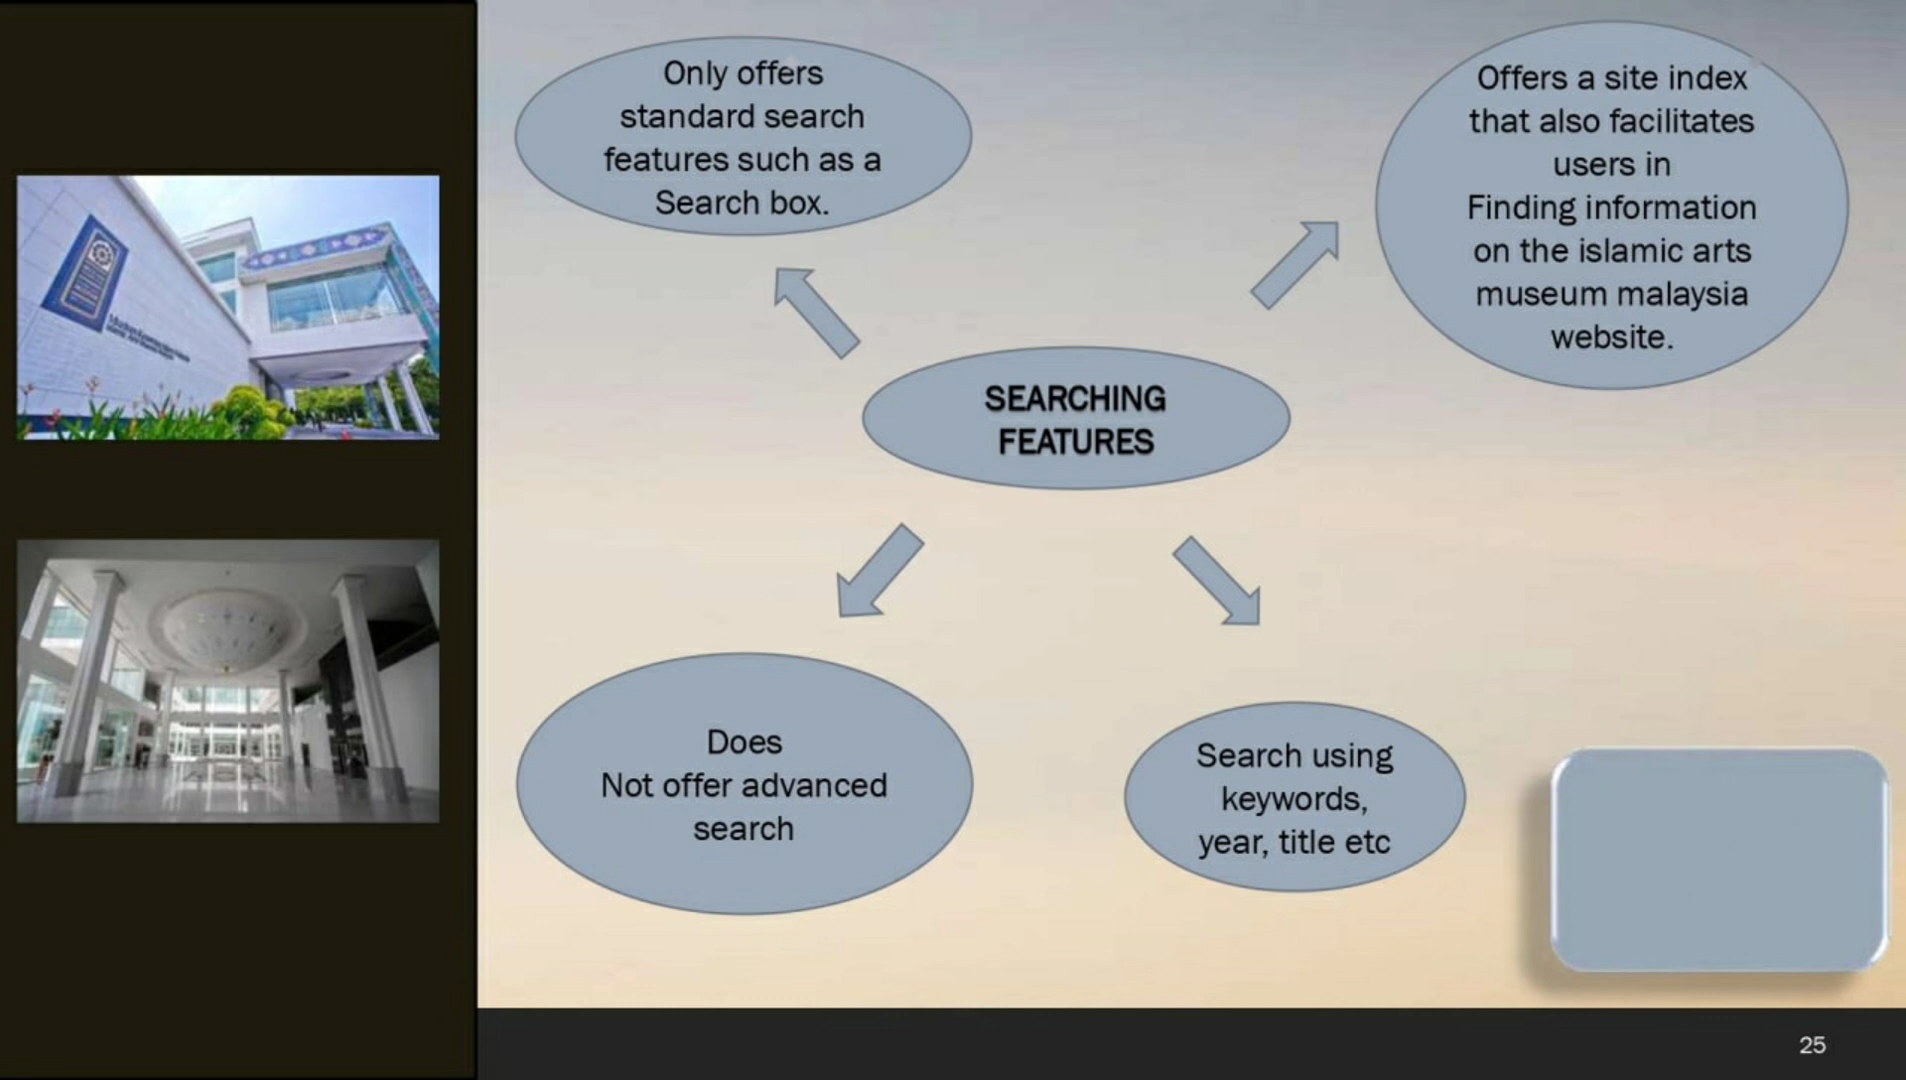 Only offers
standard search
features such as a
Search box.
Offers a site index
that also facilitates
users in
Finding information
on the islamic arts
museum malaysia
website.
SEARCHING
FEATURES
Does
Not offer advanced
search
Search using
keywords,
year, title etc
25